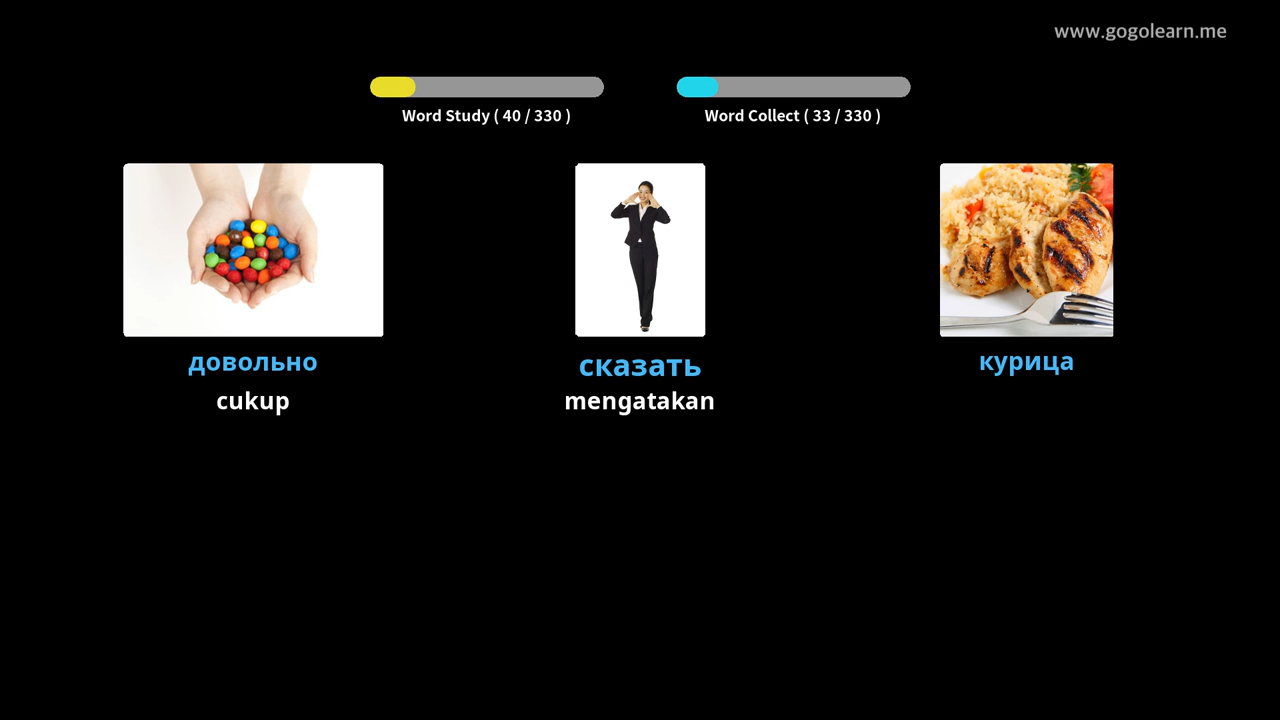 www.gogolearn.me
Word Study ( 40 / 330 )
Word Collect ( 33 / 330 )
довольно
сказать
курица
cukup
mengatakan